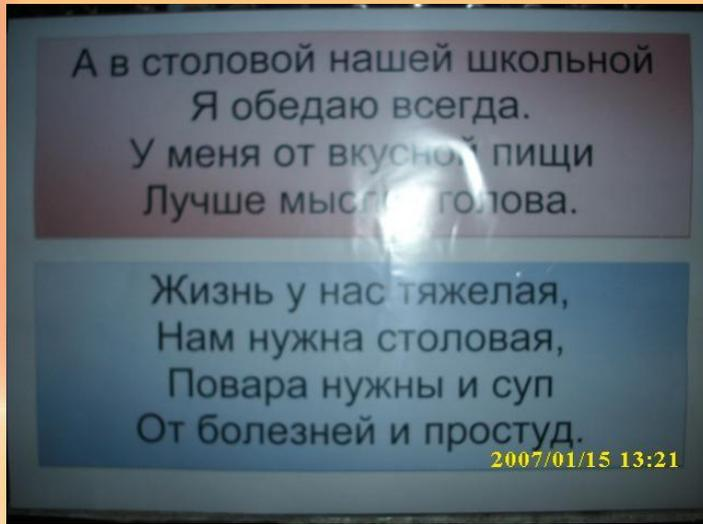 А в столовой нашей школьной
Я обедаю всегда.
У меня от вкусной пищи
Лучше голова.
Жизнь у нас тяжелая,
Нам нужна столовая,
Повара нужны и суп
От болезней и простуд.
2007/01/15 13:21